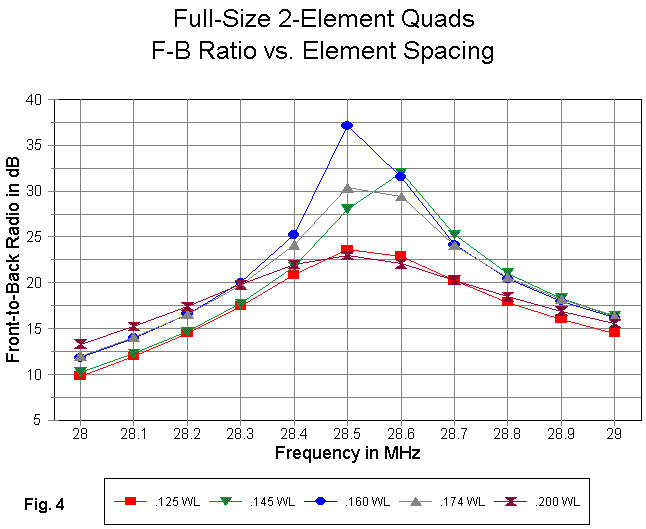 Full-Size 2-Element Quads
F-B Ratio vs. Element Spacing
Front-to-Back Radio in dB
40
35
30
25
20
15
10
5
28 28.1 28.2 28.3 28.4 28.5 28.6 28.7 28.8 28.9 29
Frequency in MHz
Fig. 4
.125 WL .145 WL .160 WL .174 WL .200 WL